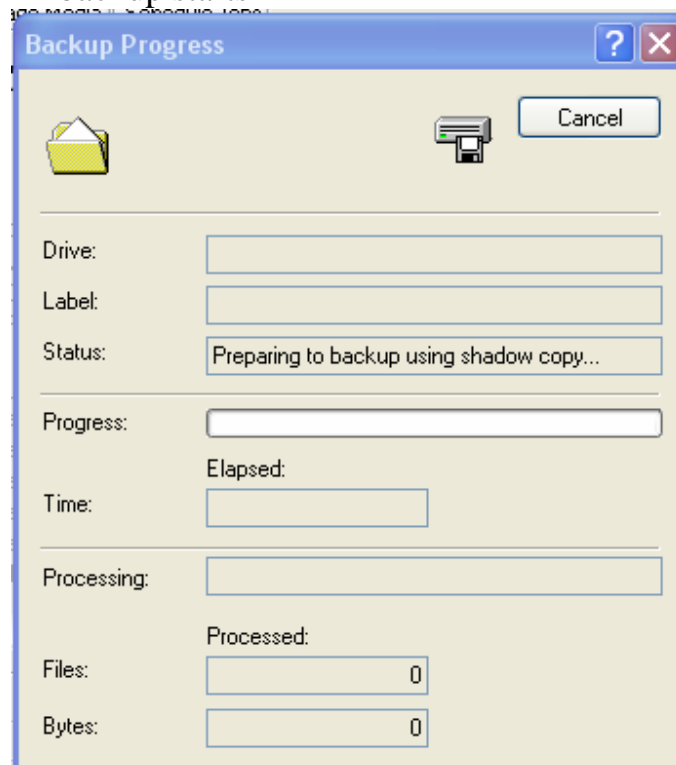 Backup Progress
Cancel
Drive:
Label:
Status: Preparing to backup using shadow copy...
Progress:
Elapsed:
Time:
Processing:
Processed:
Files: 0
Bytes: 0